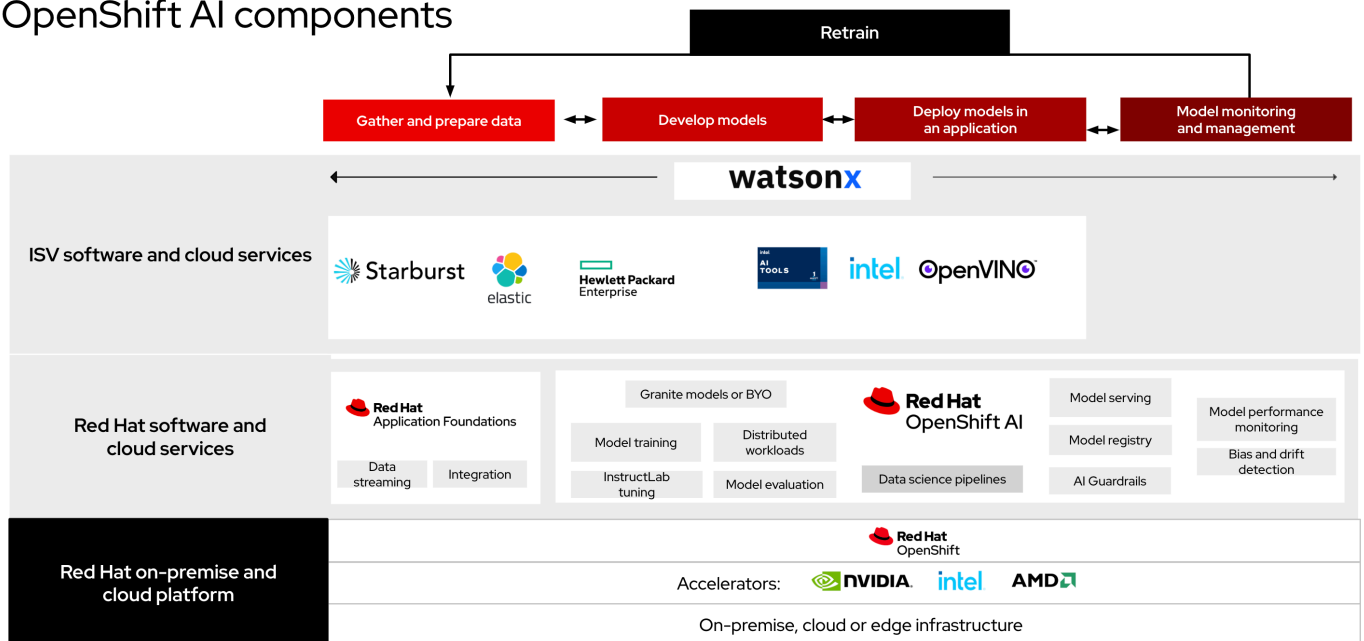 OpenShift AI components
Retrain
Gather and prepare data
Develop models
Deploy models in
an application
Model monitoring
and management
watsonx
ISV software and cloud services
Starburst
elastic
Hewlett Packard
Enterprise
intel
AI
TOOLS
1
intel
OpenVINO
Red Hat software and
cloud services
Red Hat
Application Foundations
Data
streaming
Integration
Granite models or BYO
Model training
Distributed
workloads
InstructLab
tuning
Model evaluation
Red Hat
OpenShift AI
Data science pipelines
Model serving
Model registry
AI Guardrails
Model performance
monitoring
Bias and drift
detection
Red Hat on-premise and
cloud platform
Red Hat
OpenShift
Accelerators:
NVIDIA.
intel
AMD
On-premise, cloud or edge infrastructure